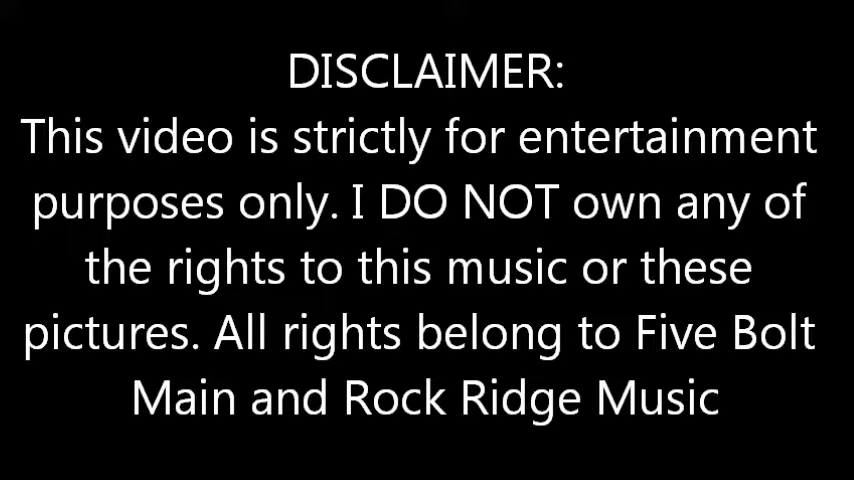 DISCLAIMER:
This video is strictly for entertainment
purposes only. I DO NOT own any of
the rights to this music or these
pictures. All rights belong to Five Bolt
Main and Rock Ridge Music